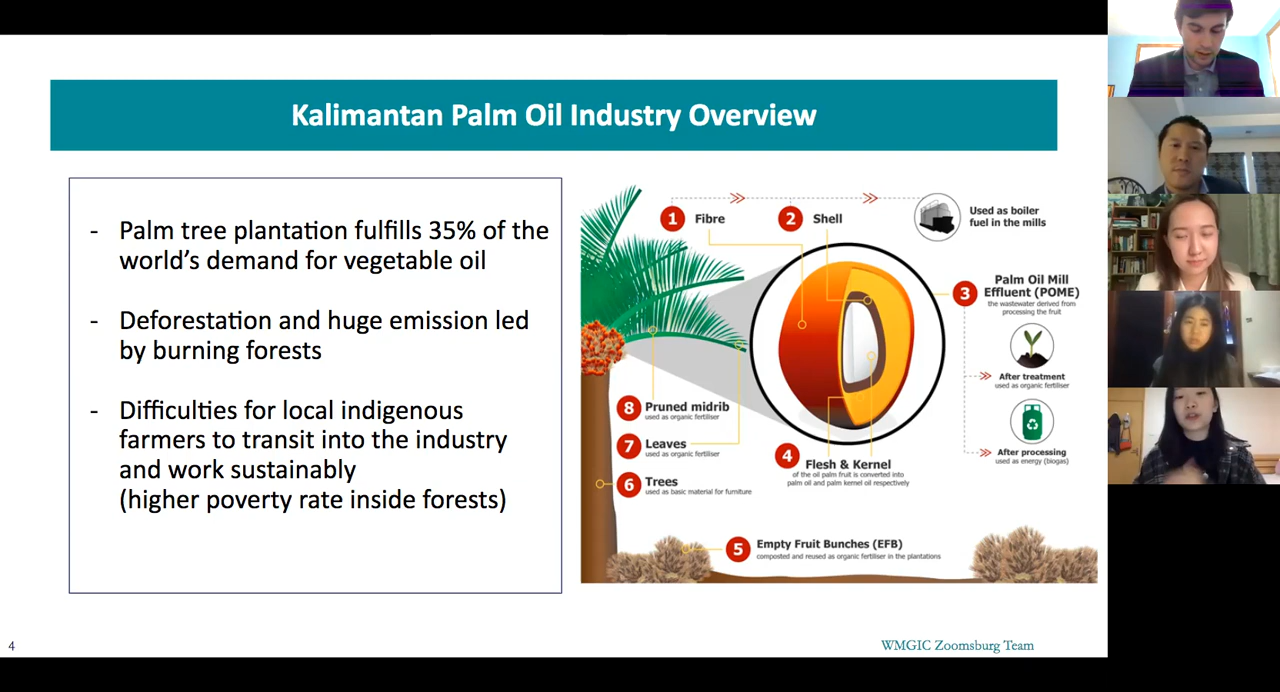 Kalimantan Palm Oil Industry Overview
- Palm tree plantation fulfills 35% of the
world's demand for vegetable oil
- Deforestation and huge emission led
by burning forests
- Difficulties for local indigenous
farmers to transit into the industry
and work sustainably
(higher poverty rate inside forests)
1 Fibre
2 Shell
Used as boiler
fuel in the mills
3 Palm Oil Mill
Effluent (POME)
the wastewater derived from
processing the fruit
After treatment
used as organic fertiliser
After processing
used as energy (biogas)
8 Pruned midrib
used as organic fertiliser
7 Leaves
used as organic fertiliser
6 Trees
used as basic material for furniture
4 Flesh & Kernel
of the oil palm fruit is converted into
palm oil and palm kernel oil respectively
5 Empty Fruit Bunches (EFB)
composted and reused as organic fertiliser in the plantations
4
WMGIC Zoomsburg Team